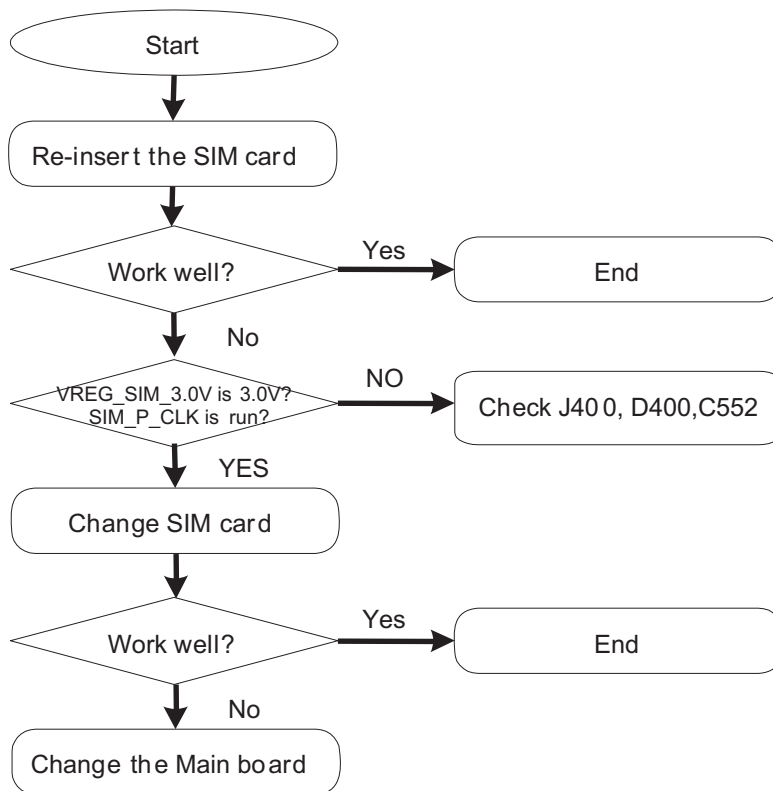 Start
Re-insert the SIM card
Work well?
Yes
End
No
VREG_SIM_3.0V is 3.0V?
SIM_P_CLK is run?
NO
Check J400, D400,C552
YES
Change SIM card
Work well?
Yes
End
No
Change the Main board